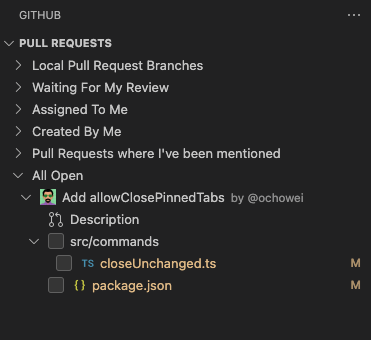 GITHUB
PULL REQUESTS
Local Pull Request Branches
Waiting For My Review
Assigned To Me
Created By Me
Pull Requests where I've been mentioned
All Open
Add allowClosePinnedTabs by @ochowei
Description
src/commands
TS closeUnchanged.ts M
{ } package.json M